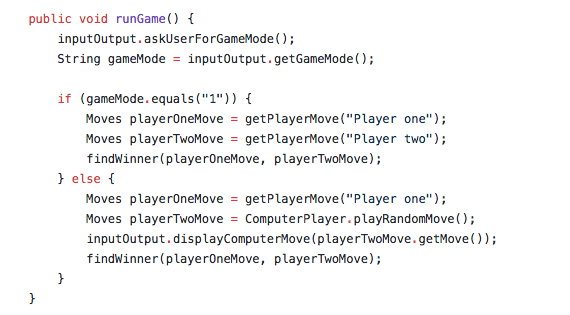 public void runGame() {
    inputOutput.askUserForGameMode();
    String gameMode = inputOutput.getGameMode();

    if (gameMode.equals("1")) {
        Moves playerOneMove = getPlayerMove("Player one");
        Moves playerTwoMove = getPlayerMove("Player two");
        findWinner(playerOneMove, playerTwoMove);
    } else {
        Moves playerOneMove = getPlayerMove("Player one");
        Moves playerTwoMove = ComputerPlayer.playRandomMove();
        inputOutput.displayComputerMove(playerTwoMove.getMove());
        findWinner(playerOneMove, playerTwoMove);
    }
}